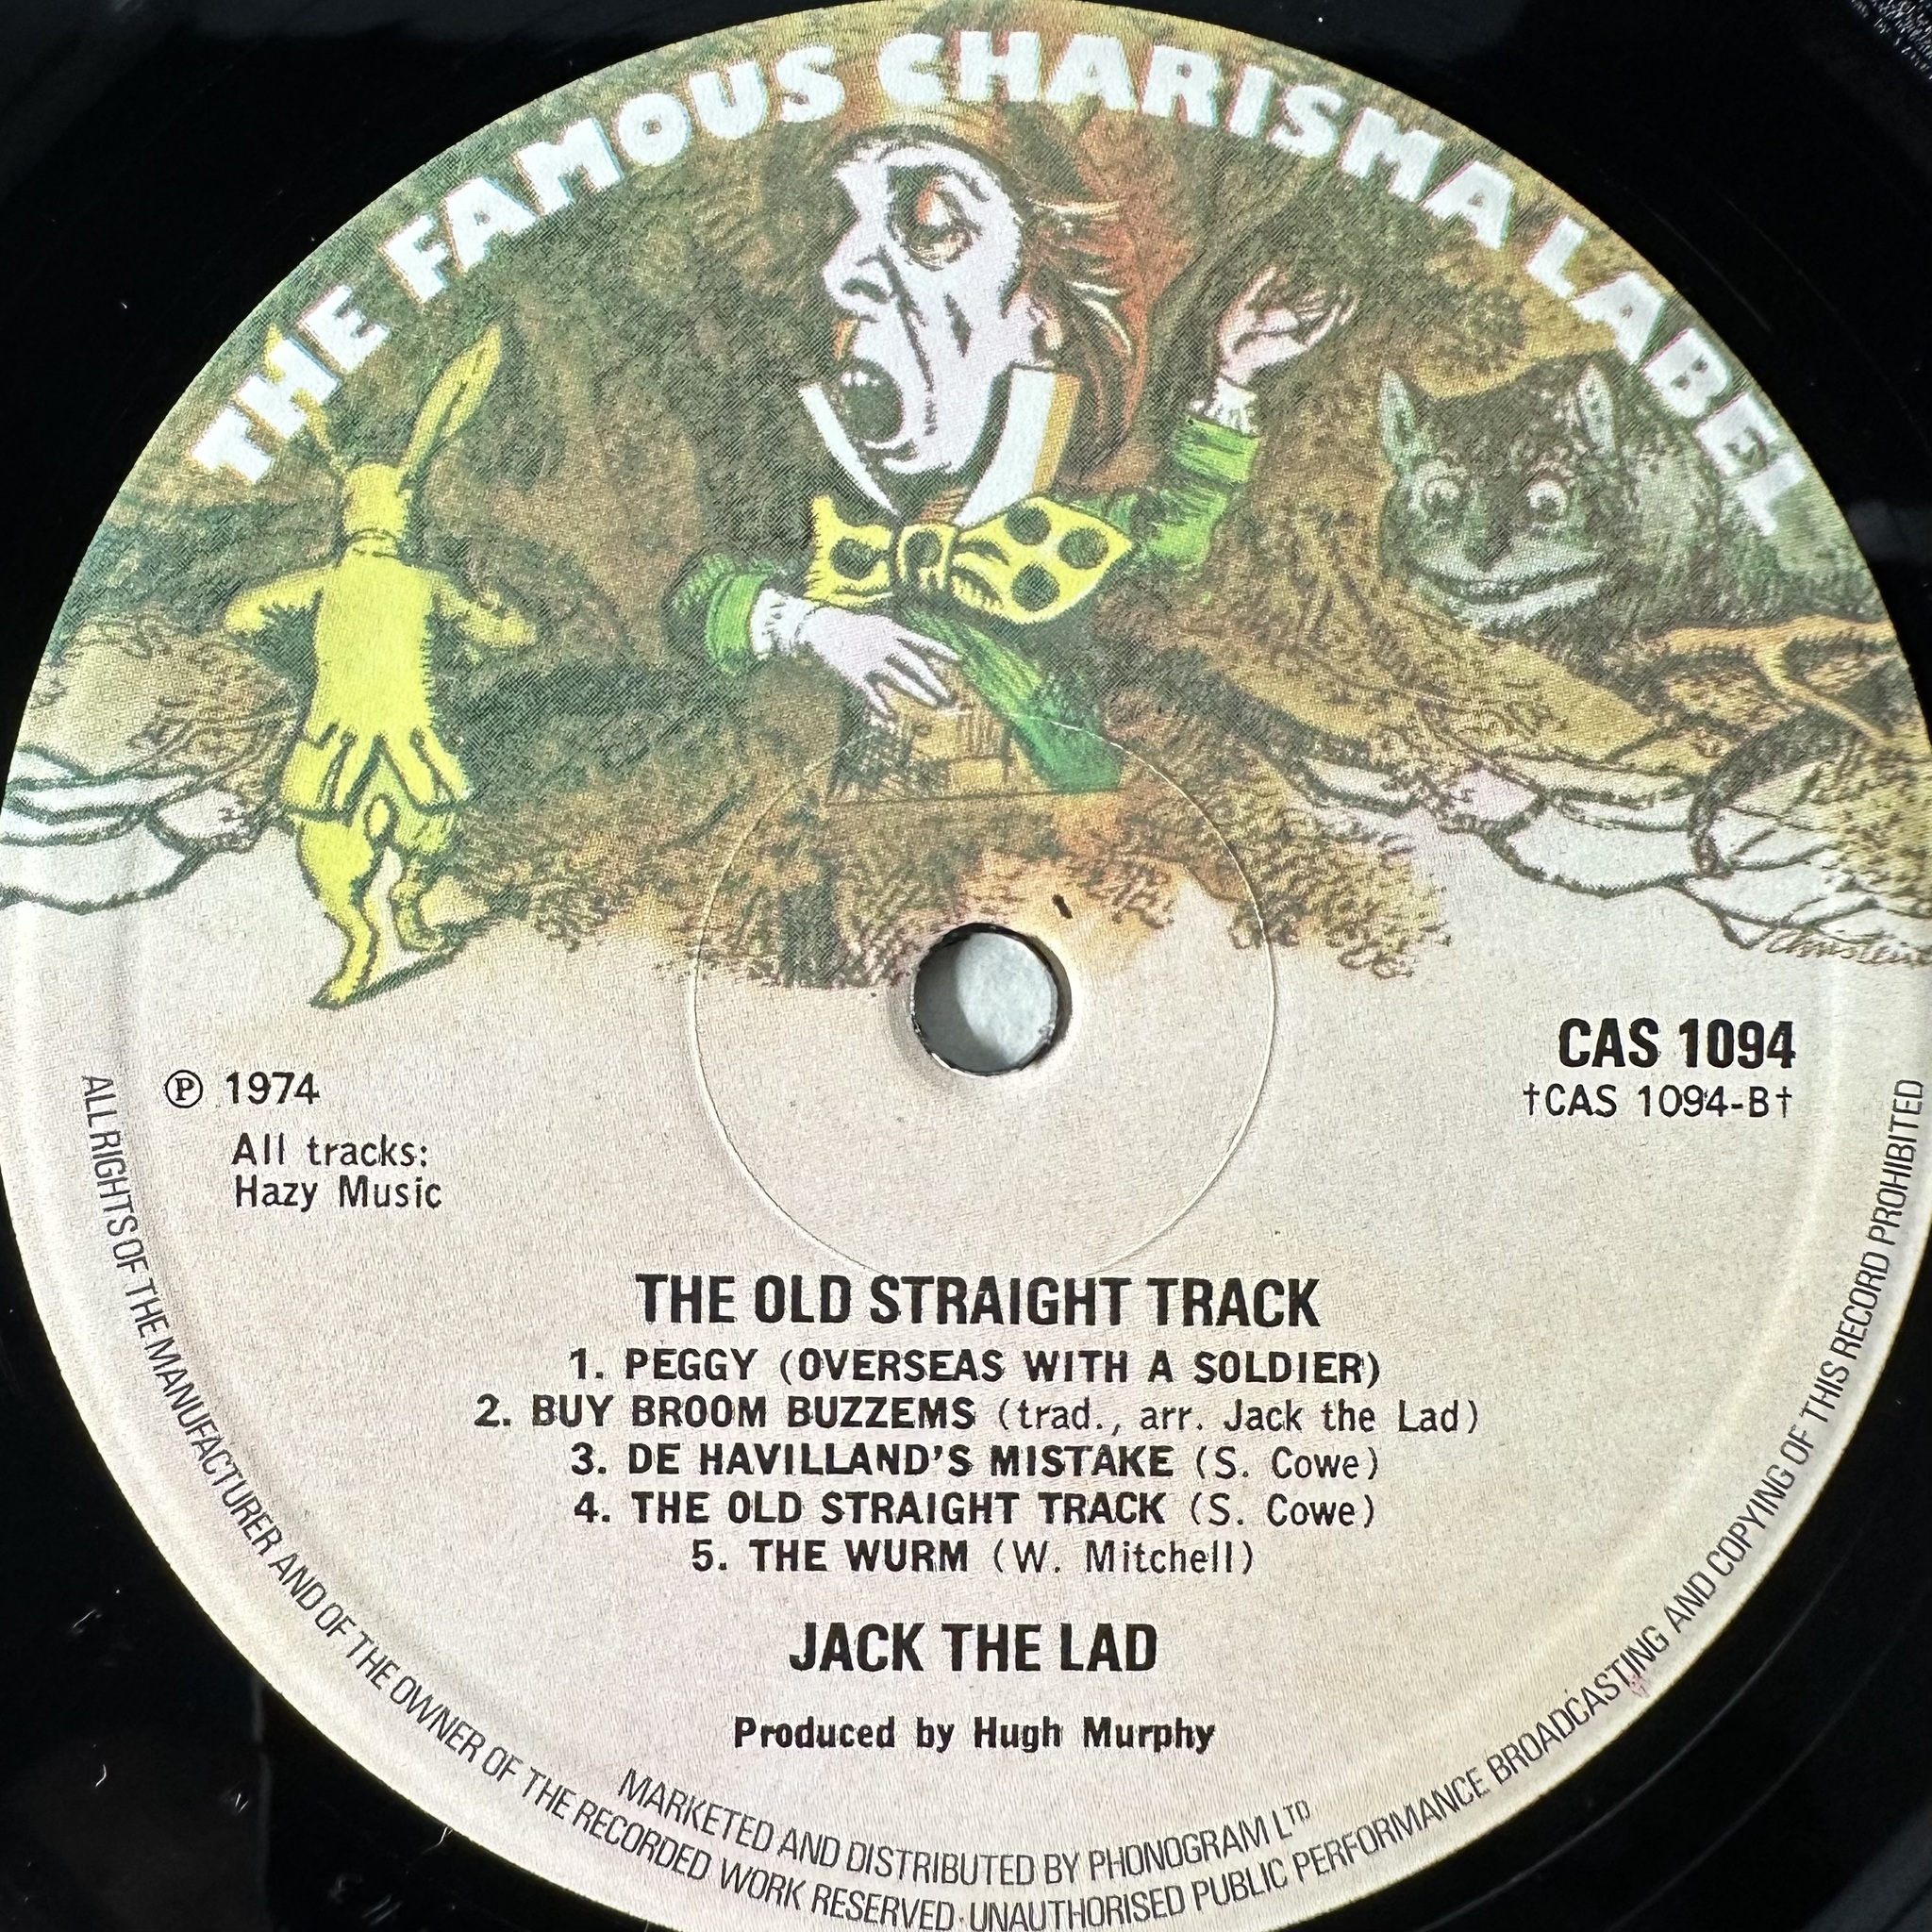 THE FAMOUS CHARISMA LABEL
CAS 1094
†CAS 1094-B†
Ⓟ 1974
All tracks:
Hazy Music
THE OLD STRAIGHT TRACK
1. PEGGY (OVERSEAS WITH A SOLDIER)
2. BUY BROOM BUZZEMS (trad., arr. Jack the Lad)
3. DE HAVILLAND'S MISTAKE (S. Cowe)
4. THE OLD STRAIGHT TRACK (S. Cowe)
5. THE WURM (W. Mitchell)
JACK THE LAD
Produced by Hugh Murphy
MARKETED AND DISTRIBUTED BY PHONOGRAM LTD
ALL RIGHTS OF THE MANUFACTURER AND OF THE OWNER OF THE RECORDED WORK RESERVED · UNAUTHORISED PUBLIC PERFORMANCE BROADCASTING AND COPYING OF THIS RECORD PROHIBITED